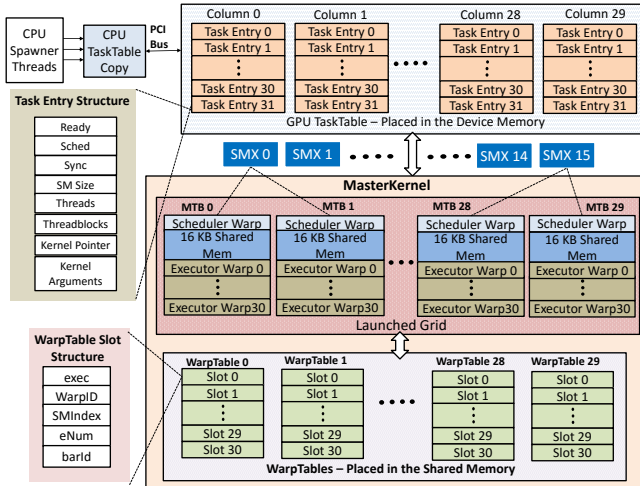 CPU
Spawner
Threads
CPU
TaskTable
Copy
PCI
Bus
Column 0
Column 1
Column 28
Column 29
Task Entry 0
Task Entry 1
Task Entry 30
Task Entry 31
Task Entry 0
Task Entry 1
Task Entry 30
Task Entry 31
Task Entry 0
Task Entry 1
Task Entry 30
Task Entry 31
Task Entry 0
Task Entry 1
Task Entry 30
Task Entry 31
GPU TaskTable – Placed in the Device Memory
Task Entry Structure
Ready
Sched
Sync
SM Size
Threads
Threadblocks
Kernel Pointer
Kernel
Arguments
SMX 0
SMX 1
SMX 14
SMX 15
MasterKernel
MTB 0
MTB 1
MTB 28
MTB 29
Scheduler Warp
16 KB Shared
Mem
Executor Warp 0
Executor Warp30
Scheduler Warp
16 KB Shared
Mem
Executor Warp 0
Executor Warp30
Scheduler Warp
16 KB Shared
Mem
Executor Warp 0
Executor Warp30
Scheduler Warp
16 KB Shared
Mem
Executor Warp 0
Executor Warp30
Launched Grid
WarpTable Slot
Structure
exec
WarpID
SMIndex
eNum
barId
WarpTable 0
WarpTable 1
WarpTable 28
WarpTable 29
Slot 0
Slot 1
Slot 29
Slot 30
Slot 0
Slot 1
Slot 29
Slot 30
Slot 0
Slot 1
Slot 29
Slot 30
Slot 0
Slot 1
Slot 29
Slot 30
WarpTables – Placed in the Shared Memory